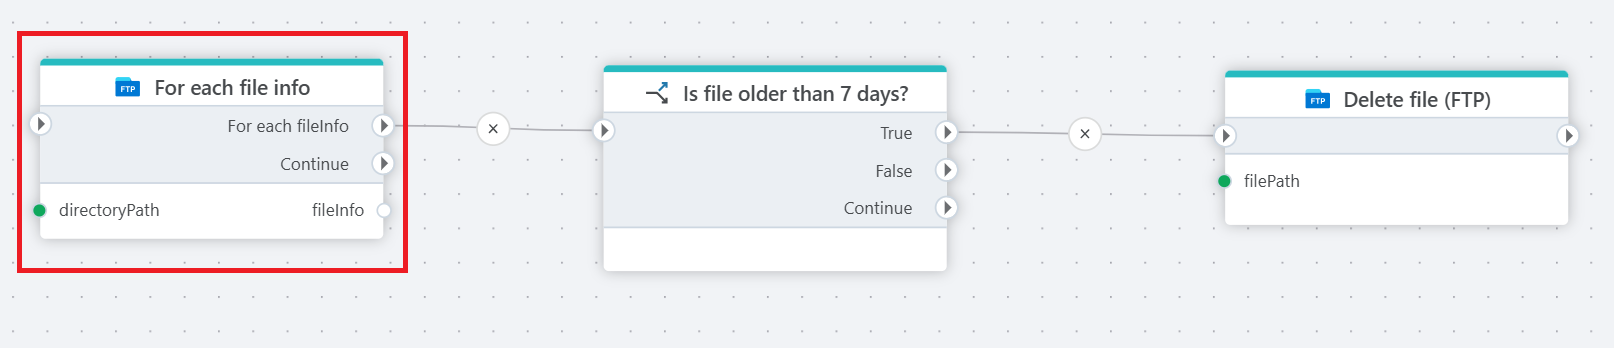 FTP For each file info
For each fileInfo
Continue
directoryPath fileInfo
Is file older than 7 days?
True
False
Continue
FTP Delete file (FTP)
filePath